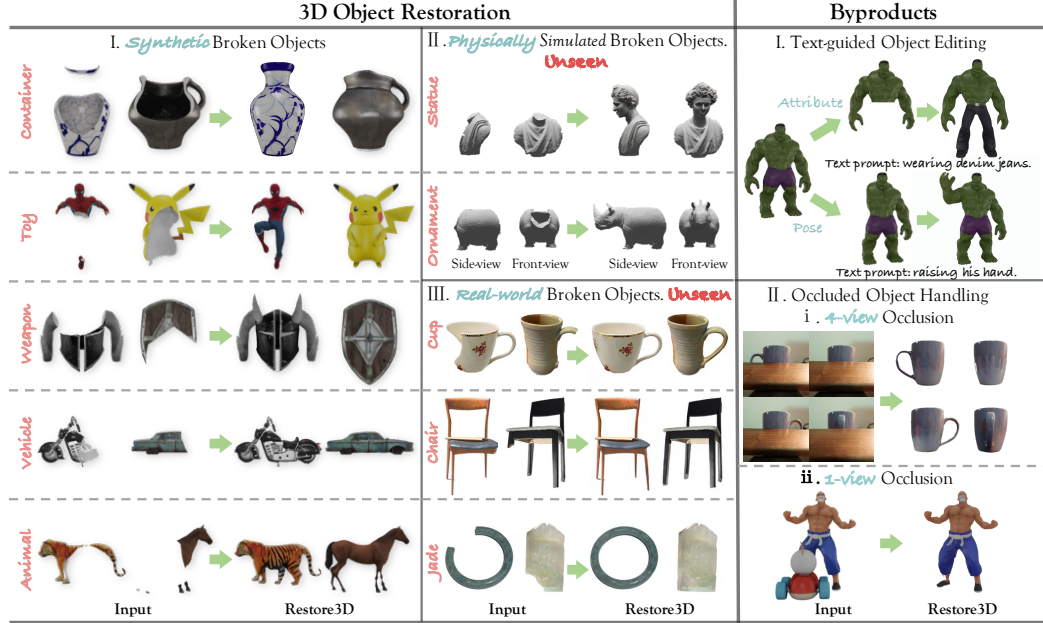 3D Object Restoration
Byproducts
I. Synthetic Broken Objects
Container
Toy
Weapon
Vehicle
Animal
Input
Restore3D
II. Physically Simulated Broken Objects.
Unseen
Statue
Ornament
Side-view
Front-view
Side-view
Front-view
III. Real-world Broken Objects. Unseen
Cup
Chair
Jade
Input
Restore3D
I. Text-guided Object Editing
Attribute
Text prompt: wearing denim jeans.
Pose
Text prompt: raising his hand.
II. Occluded Object Handling
i. 4-view Occlusion
ii. 1-view Occlusion
Input
Restore3D